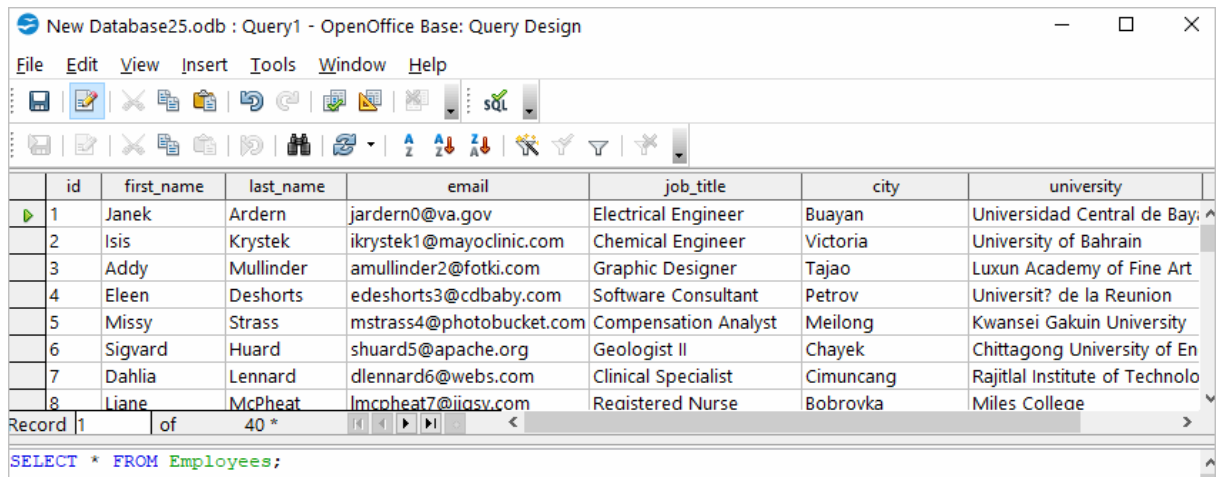 New Database25.odb : Query1 - OpenOffice Base: Query Design
File Edit View Insert Tools Window Help
SQL
id first_name last_name email job_title city university
1 Janek Ardern jardern0@va.gov Electrical Engineer Buayan Universidad Central de Baya
2 Isis Krystek ikrystek1@mayoclinic.com Chemical Engineer Victoria University of Bahrain
3 Addy Mullinder amullinder2@fotki.com Graphic Designer Tajao Luxun Academy of Fine Art
4 Eleen Deshorts edeshorts3@cdbaby.com Software Consultant Petrov Universit? de la Reunion
5 Missy Strass mstrass4@photobucket.com Compensation Analyst Meilong Kwansei Gakuin University
6 Sigvard Huard shuard5@apache.org Geologist II Chayek Chittagong University of En
7 Dahlia Lennard dlennard6@webs.com Clinical Specialist Cimuncang Rajitlal Institute of Technolo
8 Liane McPheat Registered Nurse Bobrovka Miles College
Record 1 of 40 *
SELECT * FROM Employees;